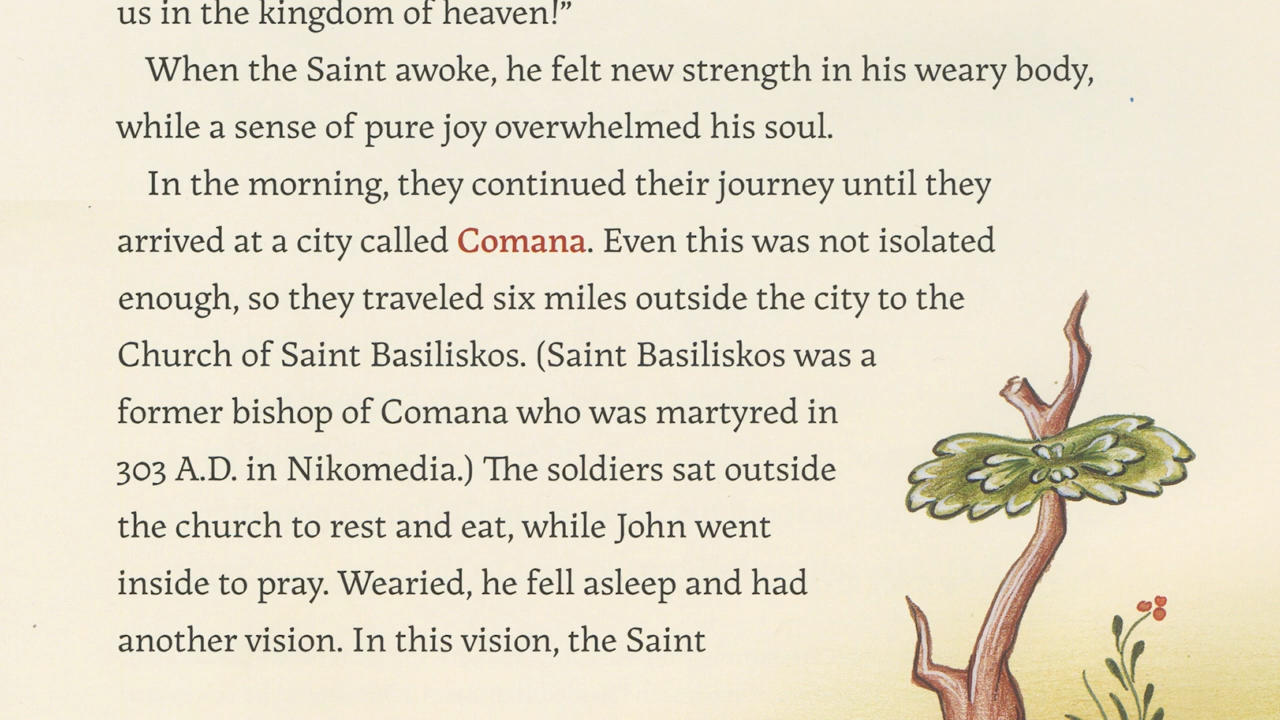 us in the kingdom of heaven!”
When the Saint awoke, he felt new strength in his weary body,
while a sense of pure joy overwhelmed his soul.
In the morning, they continued their journey until they
arrived at a city called Comana. Even this was not isolated
enough, so they traveled six miles outside the city to the
Church of Saint Basiliskos. (Saint Basiliskos was a
former bishop of Comana who was martyred in
303 A.D. in Nikomedia.) The soldiers sat outside
the church to rest and eat, while John went
inside to pray. Wearied, he fell asleep and had
another vision. In this vision, the Saint